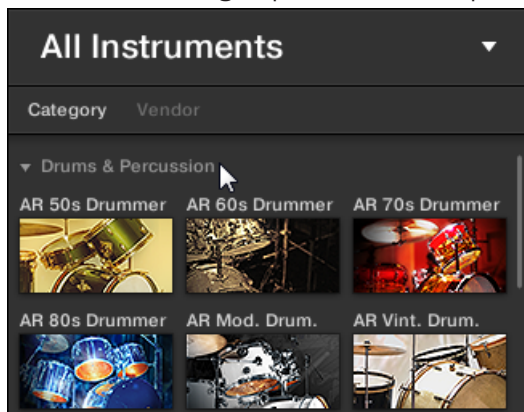 All Instruments
Category Vendor
Drums & Percussion
AR 50s Drummer AR 60s Drummer AR 70s Drummer
AR 80s Drummer AR Mod. Drum. AR Vint. Drum.